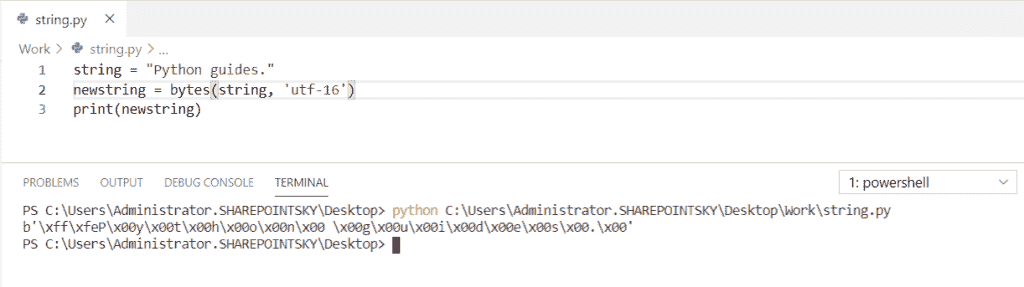 string.py ×
Work > string.py > ...
1 string = "Python guides."
2 newstring = bytes(string, 'utf-16')
3 print(newstring)
PROBLEMS OUTPUT DEBUG CONSOLE TERMINAL 1: powershell
PS C:\Users\Administrator.SHAREPOINTSKY\Desktop> python C:\Users\Administrator.SHAREPOINTSKY\Desktop\Work\string.py
b'\xff\xfeP\x00y\x00t\x00h\x00o\x00n\x00 \x00g\x00u\x00i\x00d\x00e\x00s\x00.\x00'
PS C:\Users\Administrator.SHAREPOINTSKY\Desktop>